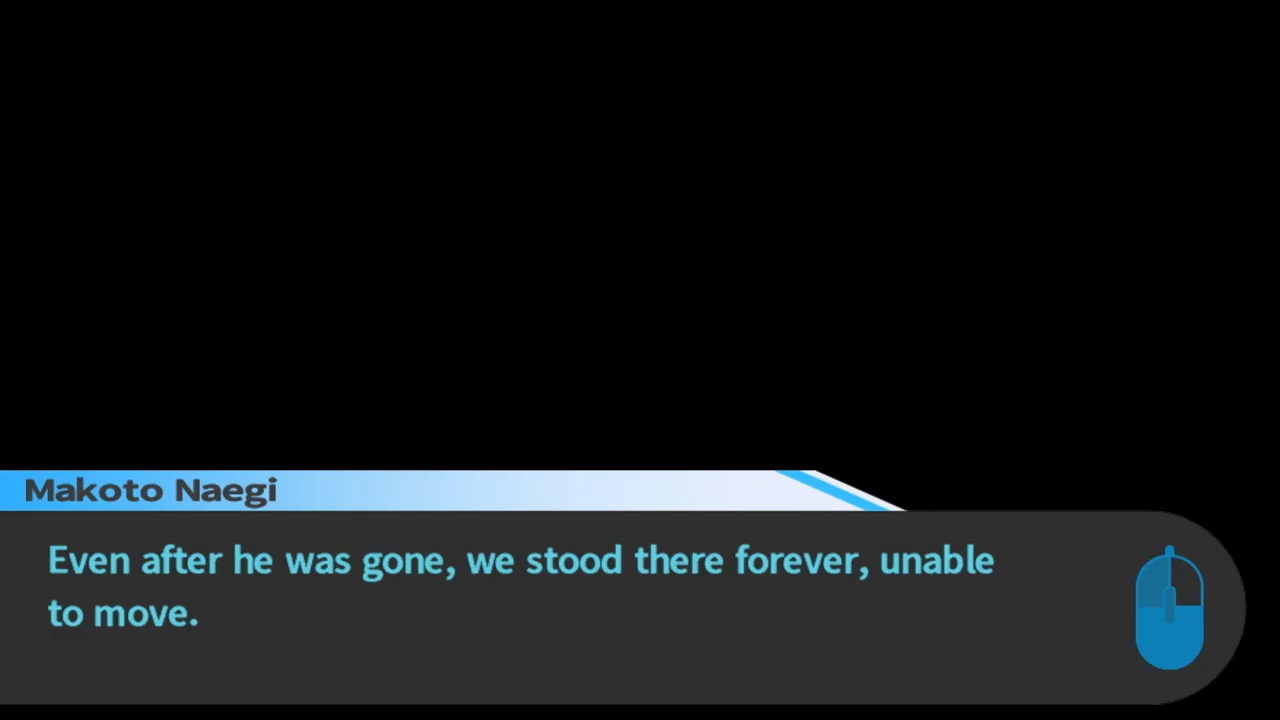 Makoto Naegi
Even after he was gone, we stood there forever, unable
to move.